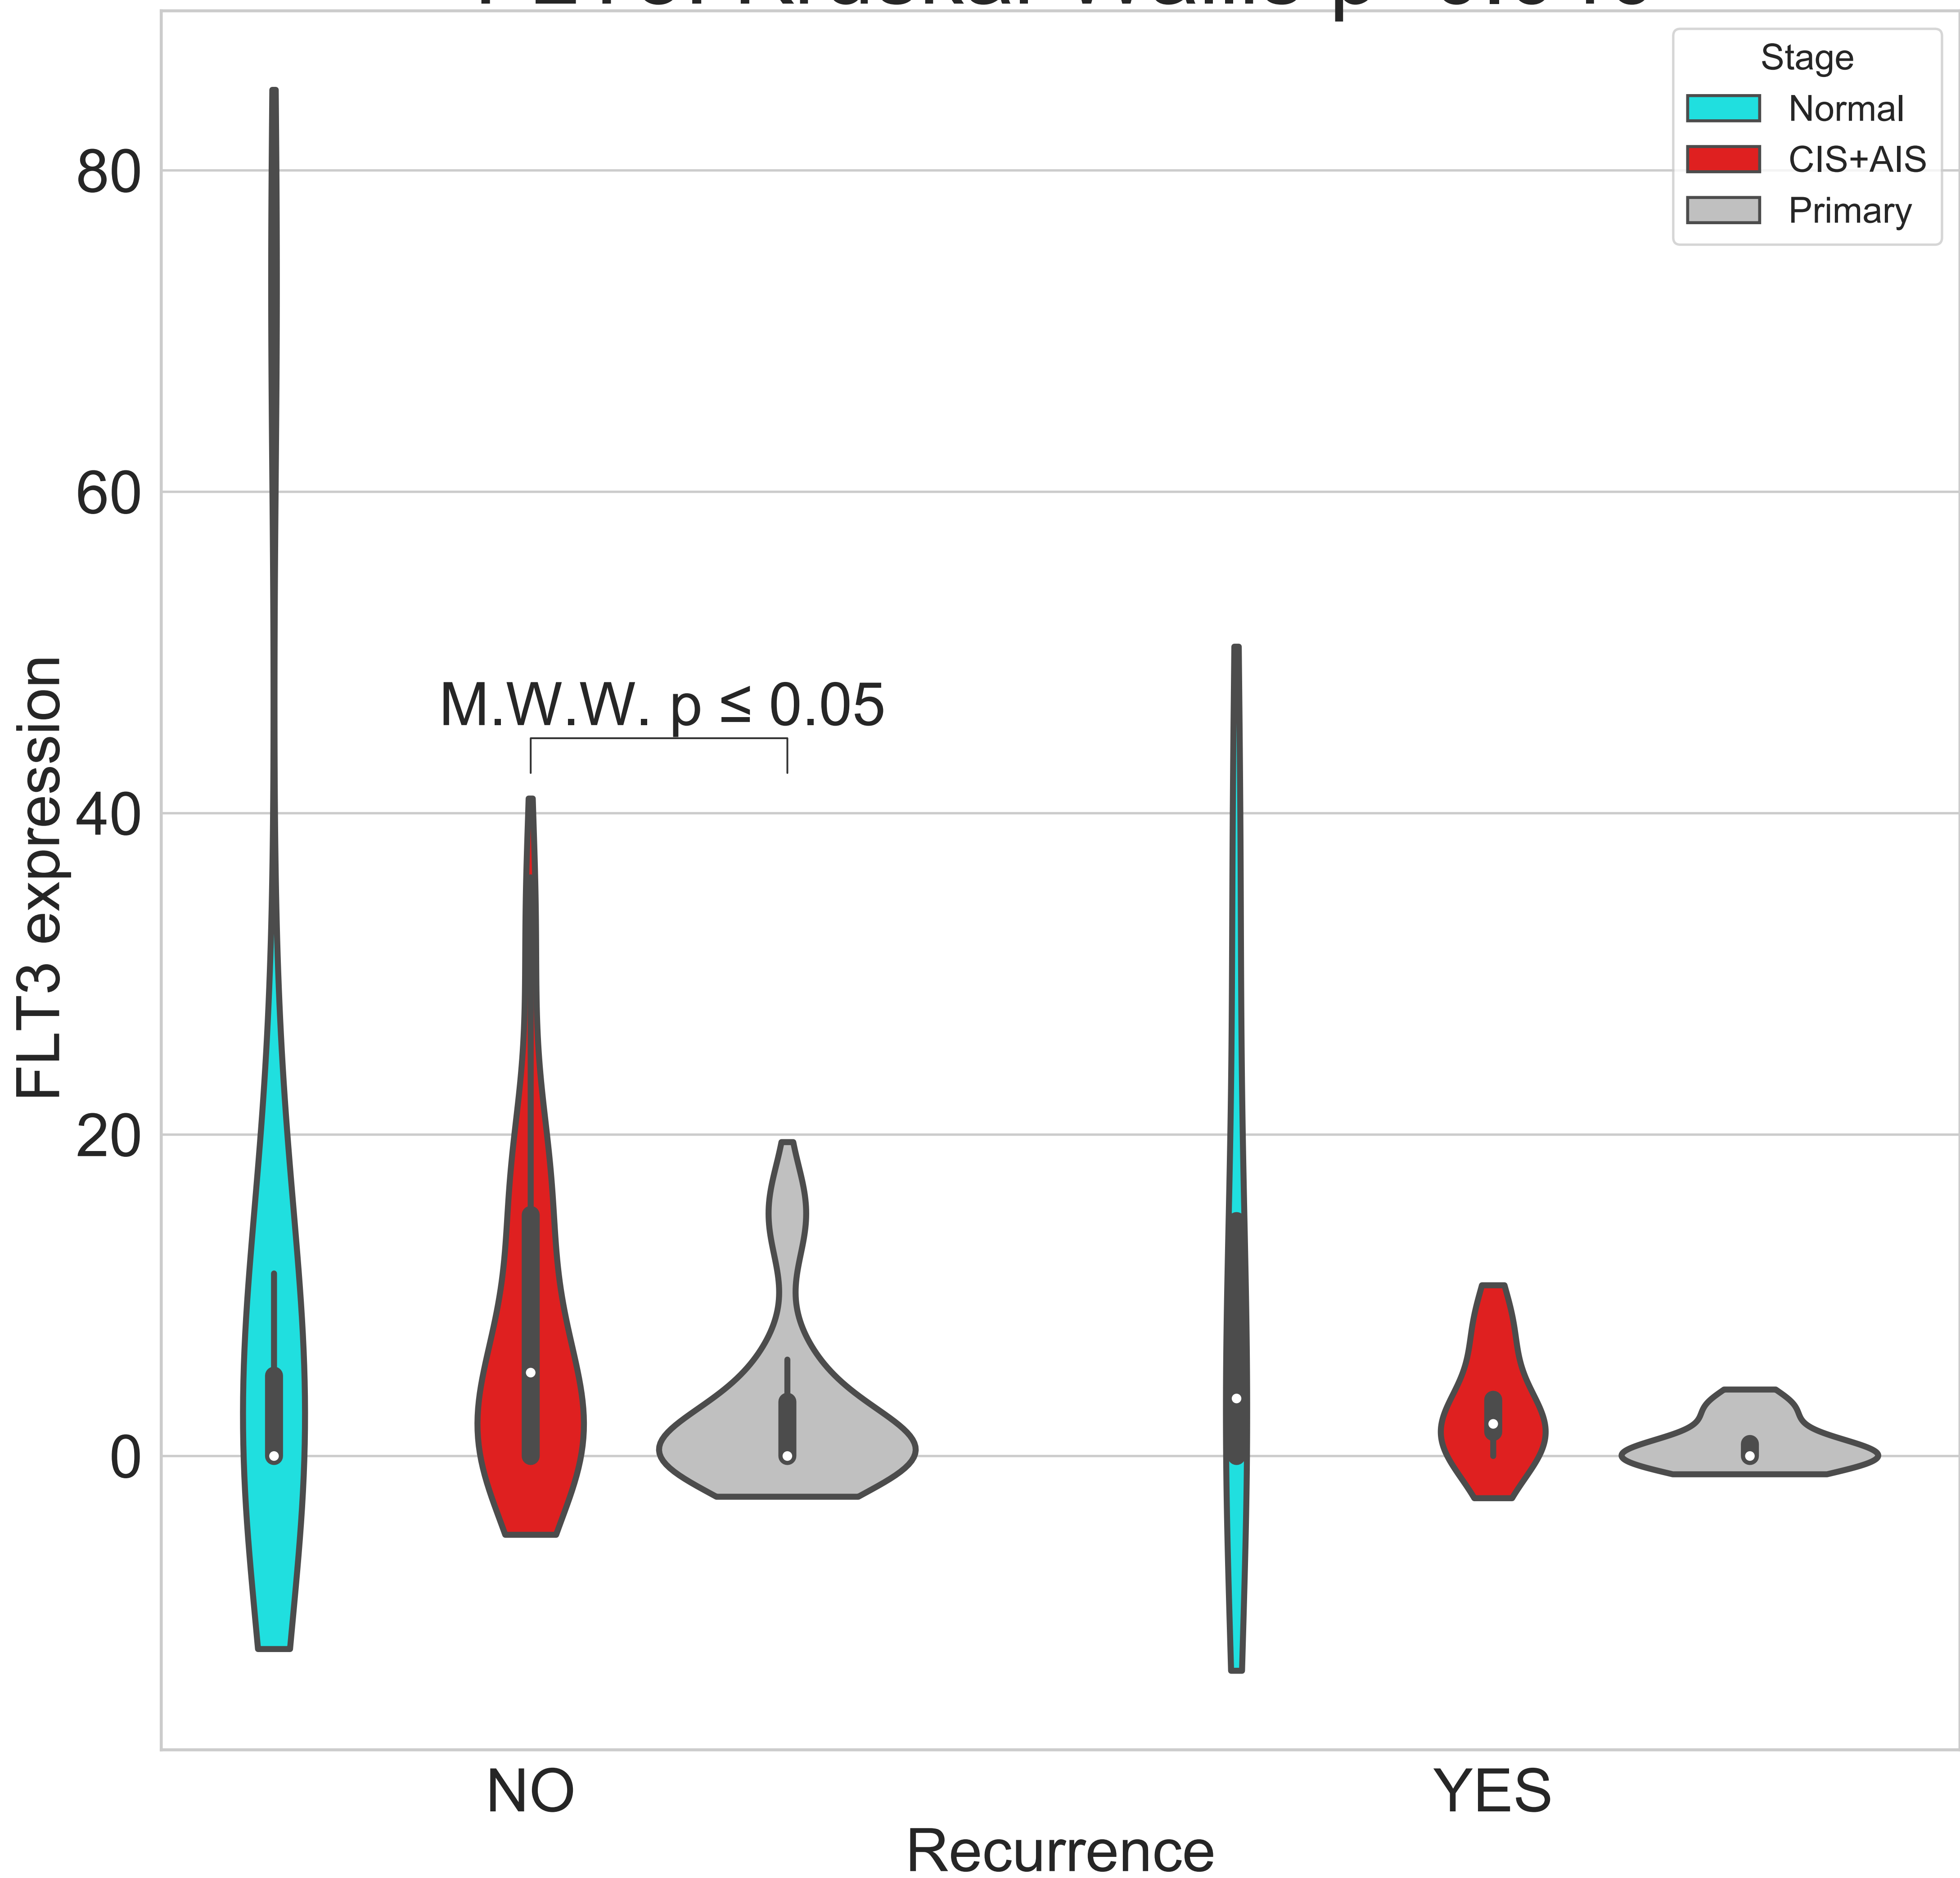 Stage
Normal
CIS+AIS
Primary
80
60
40
20
0
FLT3 expression
M.W.W. p ≤ 0.05
NO
YES
Recurrence